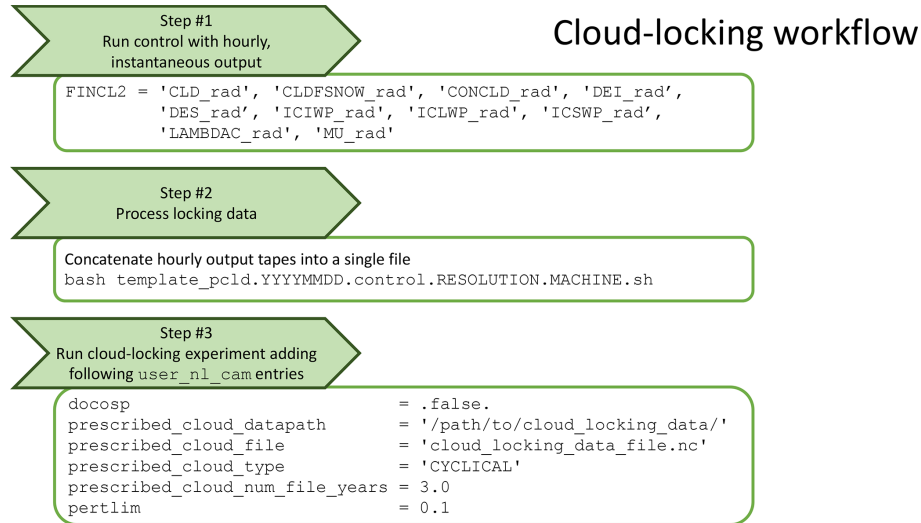 Cloud-locking workflow
Step #1
Run control with hourly,
instantaneous output
FINCL2 = 'CLD_rad', 'CLDFSNOW_rad', 'CONCLD_rad', 'DEI_rad’,
'DES_rad’, 'ICIWP_rad', 'ICLWP_rad', 'ICSWP_rad’,
'LAMBDAC_rad', 'MU_rad'
Step #2
Process locking data
Concatenate hourly output tapes into a single file
bash template_pcld.YYYYMMDD.control.RESOLUTION.MACHINE.sh
Step #3
Run cloud-locking experiment adding
following user_nl_cam entries
docosp = .false.
prescribed_cloud_datapath = '/path/to/cloud_locking_data/'
prescribed_cloud_file = 'cloud_locking_data_file.nc'
prescribed_cloud_type = 'CYCLICAL'
prescribed_cloud_num_file_years = 3.0
pertlim = 0.1